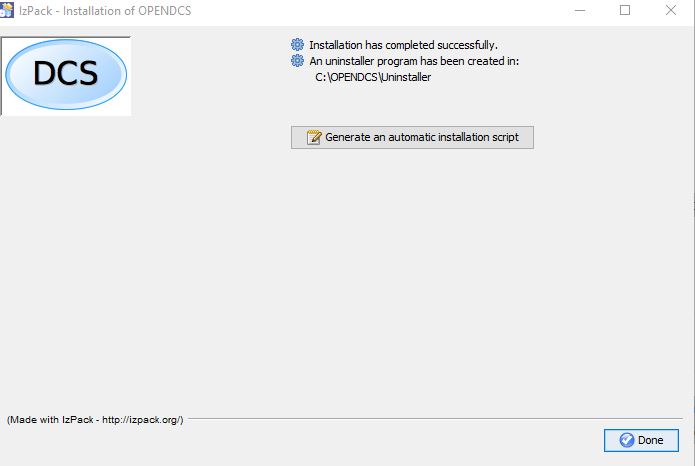 IzPack - Installation of OPENDCS
DCS
Installation has completed successfully.
An uninstaller program has been created in:
C:\OPENDCS\Uninstaller
Generate an automatic installation script
(Made with IzPack - http://izpack.org/)
Done